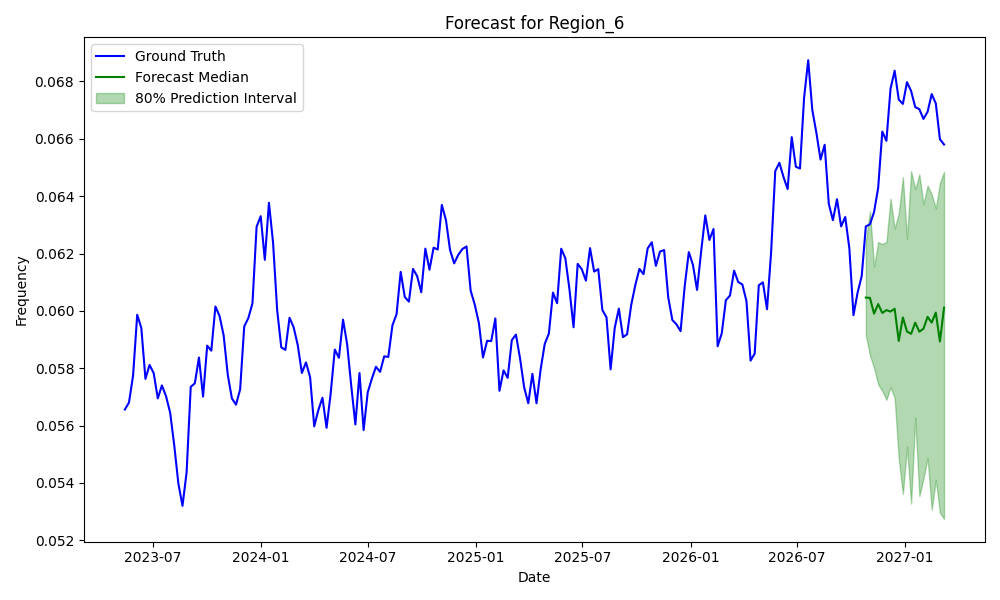 Forecast for Region_6
Ground Truth
Forecast Median
80% Prediction Interval
0.068
0.066
0.064
0.062
0.060
0.058
0.056
0.054
0.052
Frequency
2023-07
2024-01
2024-07
2025-01
2025-07
2026-01
2026-07
2027-01
Date